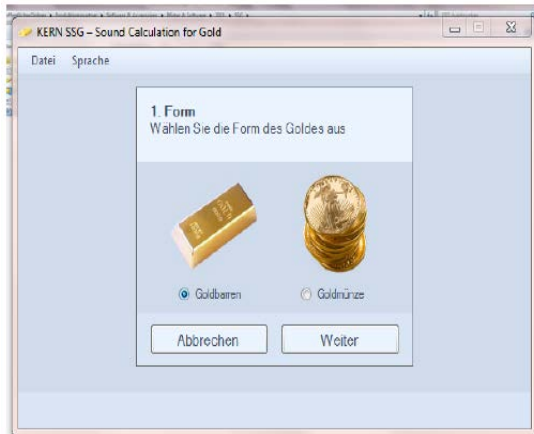 KERN SSG – Sound Calculation for Gold
Datei Sprache
1. Form
Wählen Sie die Form des Goldes aus
Goldbarren Goldmünze
Abbrechen Weiter